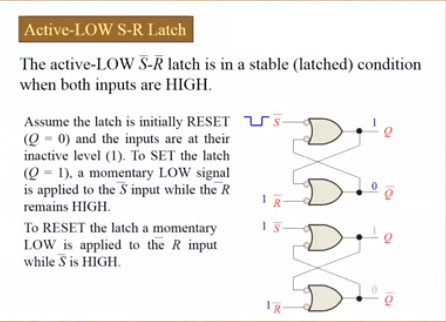 Active-LOW S-R Latch
The active-LOW S̅-R̅ latch is in a stable (latched) condition
when both inputs are HIGH.
Assume the latch is initially RESET
(Q = 0) and the inputs are at their
inactive level (1). To SET the latch
(Q = 1), a momentary LOW signal
is applied to the S̅ input while the R̅
remains HIGH.
To RESET the latch a momentary
LOW is applied to the R̅ input
while S̅ is HIGH.
S̅ 1 Q
1 R̅ 0 Q̅
1 S̅ 1 Q
1 R̅ 0 Q̅